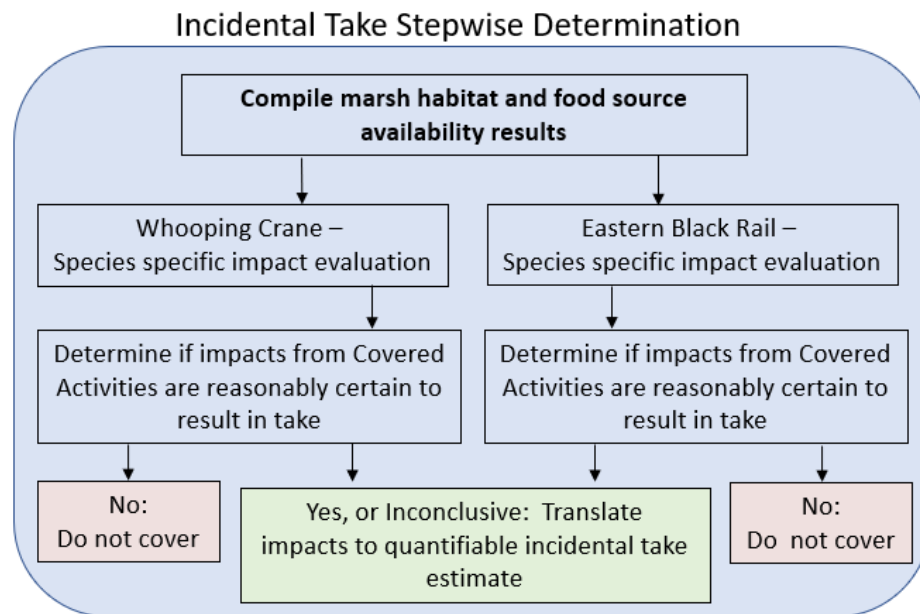 Incidental Take Stepwise Determination
Compile marsh habitat and food source
availability results
Whooping Crane –
Species specific impact evaluation
Eastern Black Rail –
Species specific impact evaluation
Determine if impacts from Covered
Activities are reasonably certain to
result in take
Determine if impacts from Covered
Activities are reasonably certain to
result in take
No:
Do not cover
Yes, or Inconclusive:  Translate
impacts to quantifiable incidental take
estimate
No:
Do  not cover